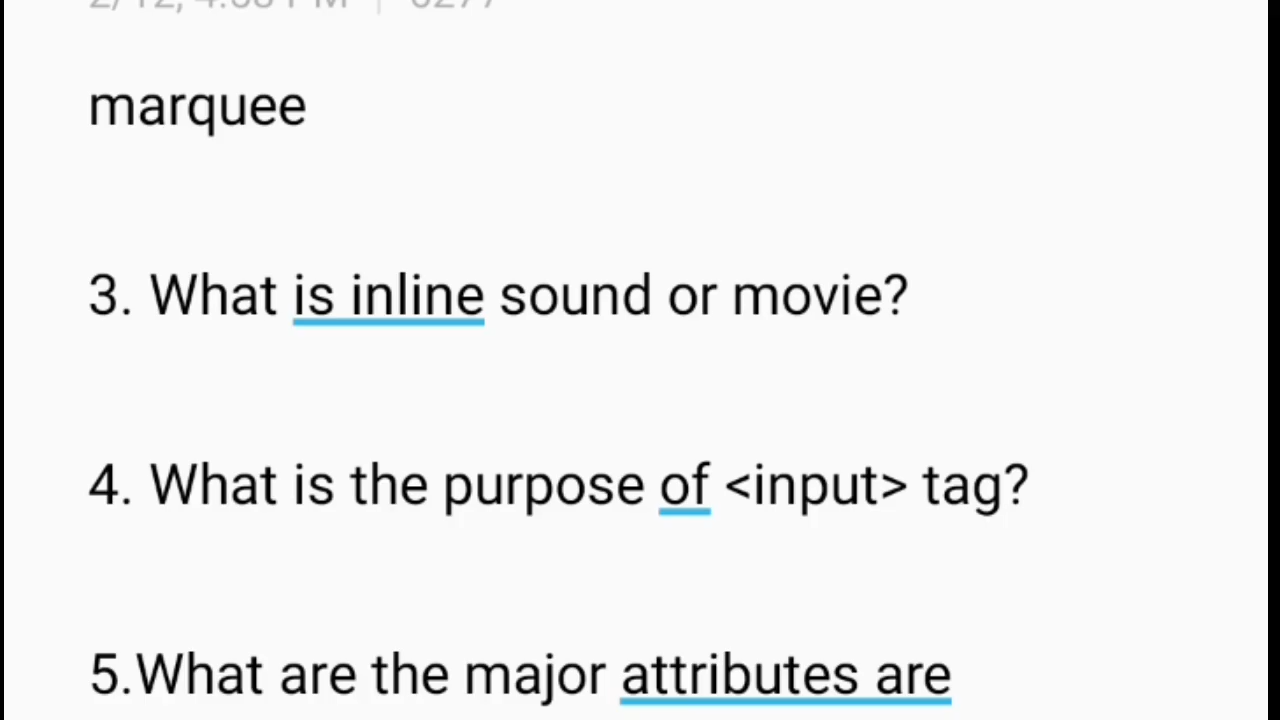 marquee
3. What is inline sound or movie?
4. What is the purpose of <input> tag?
5.What are the major attributes are